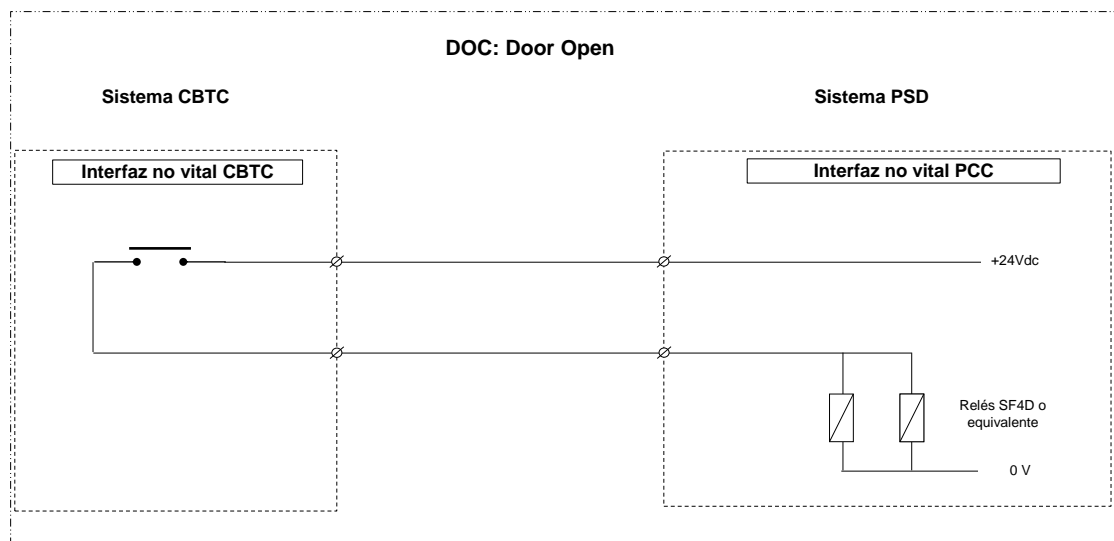 DOC: Door Open
Sistema CBTC
Sistema PSD
Interfaz no vital CBTC
Interfaz no vital PCC
+24Vdc
Relés SF4D o
equivalente
0 V